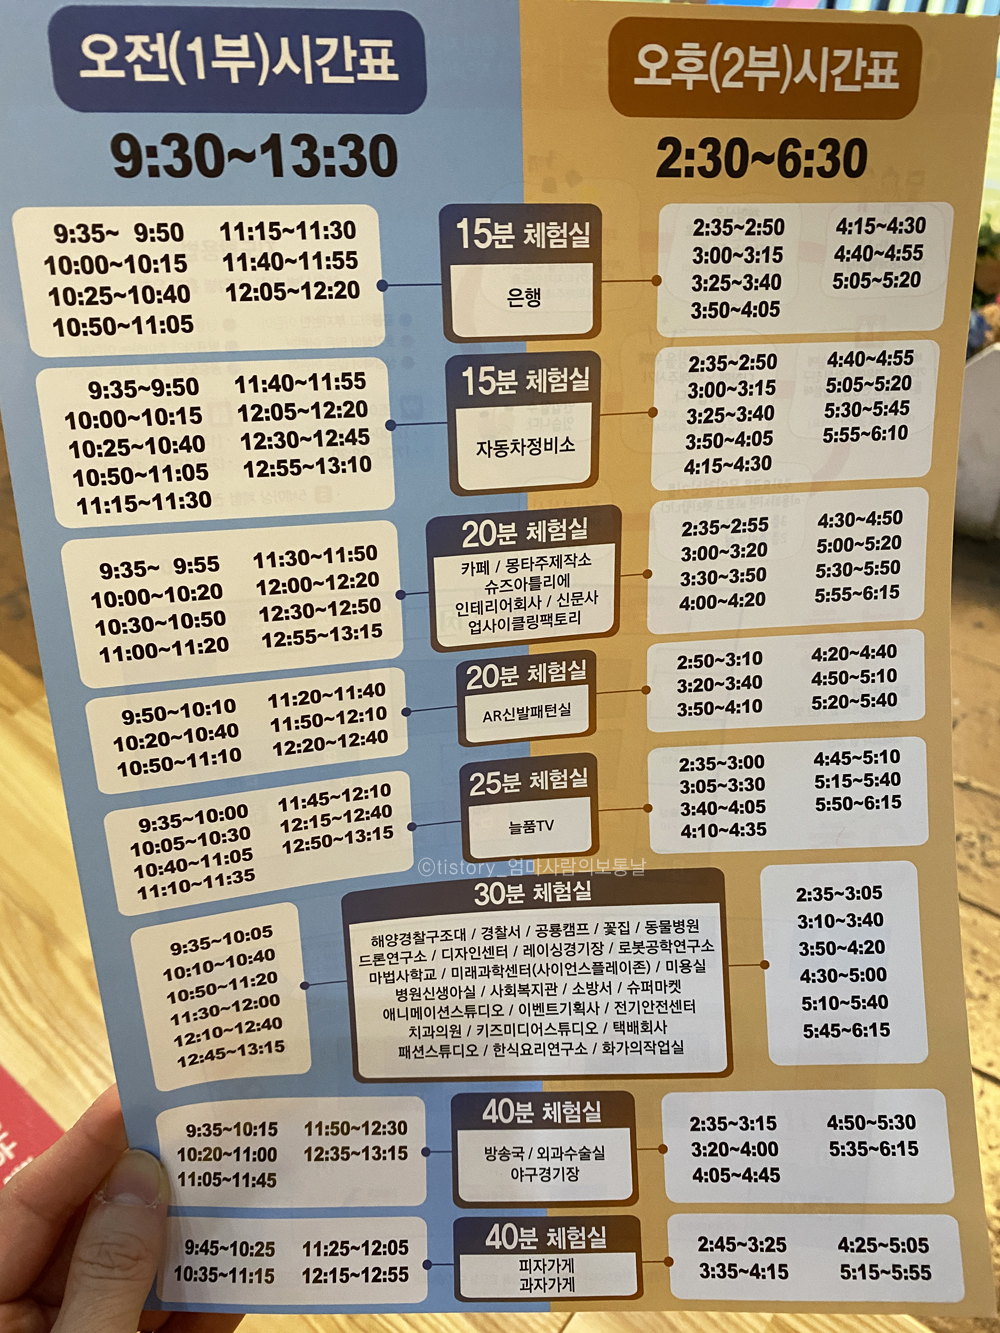 오전(1부)시간표
9:30~13:30
오후(2부)시간표
2:30~6:30
9:35~ 9:50 11:15~11:30
10:00~10:15 11:40~11:55
10:25~10:40 12:05~12:20
10:50~11:05
15분 체험실
은행
2:35~2:50 4:15~4:30
3:00~3:15 4:40~4:55
3:25~3:40 5:05~5:20
3:50~4:05
9:35~9:50 11:40~11:55
10:00~10:15 12:05~12:20
10:25~10:40 12:30~12:45
10:50~11:05 12:55~13:10
11:15~11:30
15분 체험실
자동차정비소
2:35~2:50 4:40~4:55
3:00~3:15 5:05~5:20
3:25~3:40 5:30~5:45
3:50~4:05 5:55~6:10
4:15~4:30
9:35~ 9:55 11:30~11:50
10:00~10:20 12:00~12:20
10:30~10:50 12:30~12:50
11:00~11:20 12:55~13:15
20분 체험실
카페 / 몽타주제작소
슈즈아틀리에
인테리어회사 / 신문사
업사이클링팩토리
2:35~2:55 4:30~4:50
3:00~3:20 5:00~5:20
3:30~3:50 5:30~5:50
4:00~4:20 5:55~6:15
9:50~10:10 11:20~11:40
10:20~10:40 11:50~12:10
10:50~11:10 12:20~12:40
20분 체험실
AR신발패턴실
2:50~3:10 4:20~4:40
3:20~3:40 4:50~5:10
3:50~4:10 5:20~5:40
9:35~10:00 11:45~12:10
10:05~10:30 12:15~12:40
10:40~11:05 12:50~13:15
11:10~11:35
25분 체험실
늘품TV
2:35~3:00 4:45~5:10
3:05~3:30 5:15~5:40
3:40~4:05 5:50~6:15
4:10~4:35
©tistory_엄마사람의보통날
9:35~10:05
10:10~10:40
10:50~11:20
11:30~12:00
12:10~12:40
12:45~13:15
30분 체험실
해양경찰구조대 / 경찰서 / 공룡캠프 / 꽃집 / 동물병원
드론연구소 / 디자인센터 / 레이싱경기장 / 로봇공학연구소
마법사학교 / 미래과학센터(사이언스플레이존) / 미용실
병원신생아실 / 사회복지관 / 소방서 / 슈퍼마켓
애니메이션스튜디오 / 이벤트기획사 / 전기안전센터
치과의원 / 키즈미디어스튜디오 / 택배회사
패션스튜디오 / 한식요리연구소 / 화가의작업실
2:35~3:05
3:10~3:40
3:50~4:20
4:30~5:00
5:10~5:40
5:45~6:15
9:35~10:15 11:50~12:30
10:20~11:00 12:35~13:15
11:05~11:45
40분 체험실
방송국 / 외과수술실
야구경기장
2:35~3:15 4:50~5:30
3:20~4:00 5:35~6:15
4:05~4:45
9:45~10:25 11:25~12:05
10:35~11:15 12:15~12:55
40분 체험실
피자가게
과자가게
2:45~3:25 4:25~5:05
3:35~4:15 5:15~5:55